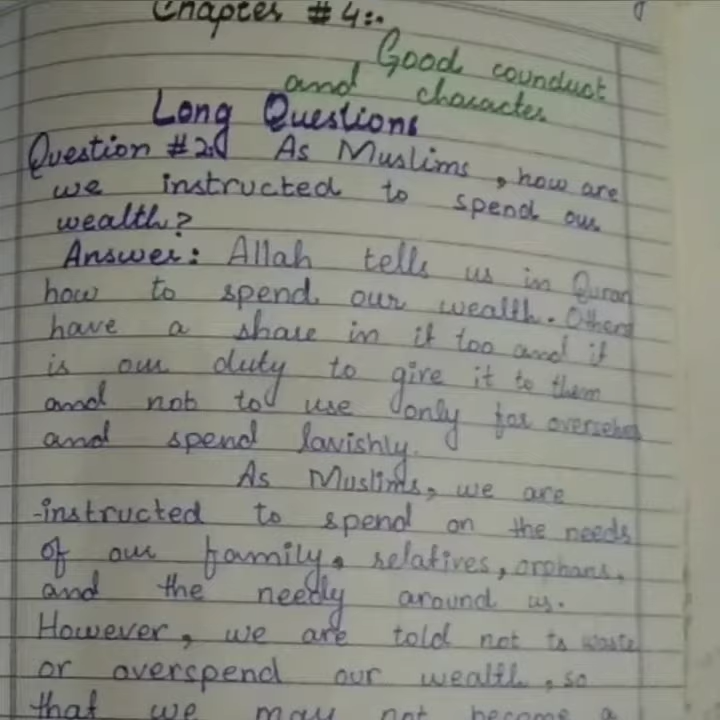 Chapter # 4:-
Good counduct
and character
Long Questions
Question # 2:0 As Muslims, how are
we instructed to spend our
wealth?
Answer: Allah tells us in Quran
how to spend our wealth. Others
have a share in it too and it
is our duty to give it to them
and not to use only for
and spend lavishly.
As Muslims, we are
-instructed to spend on the needs
of our family, relatives, orphans,
and the needly around us.
However, we are told not to waste
or overspend our wealth, so
that we may not become a